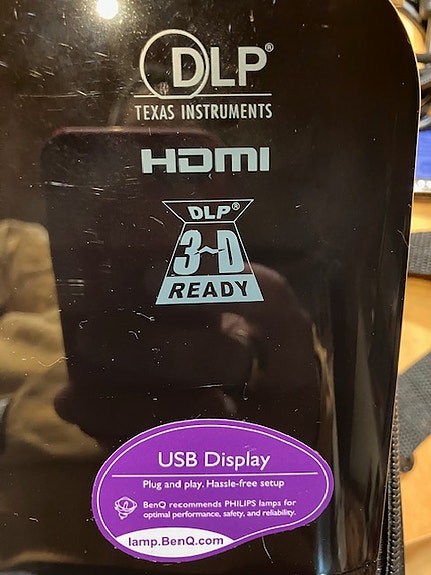 DLP®
TEXAS INSTRUMENTS
HDMI
DLP®
3-D
READY
USB Display
Plug and play. Hassle-free setup
BenQ recommends PHILIPS lamps for
optimal performance, safety, and reliability.
lamp.BenQ.com